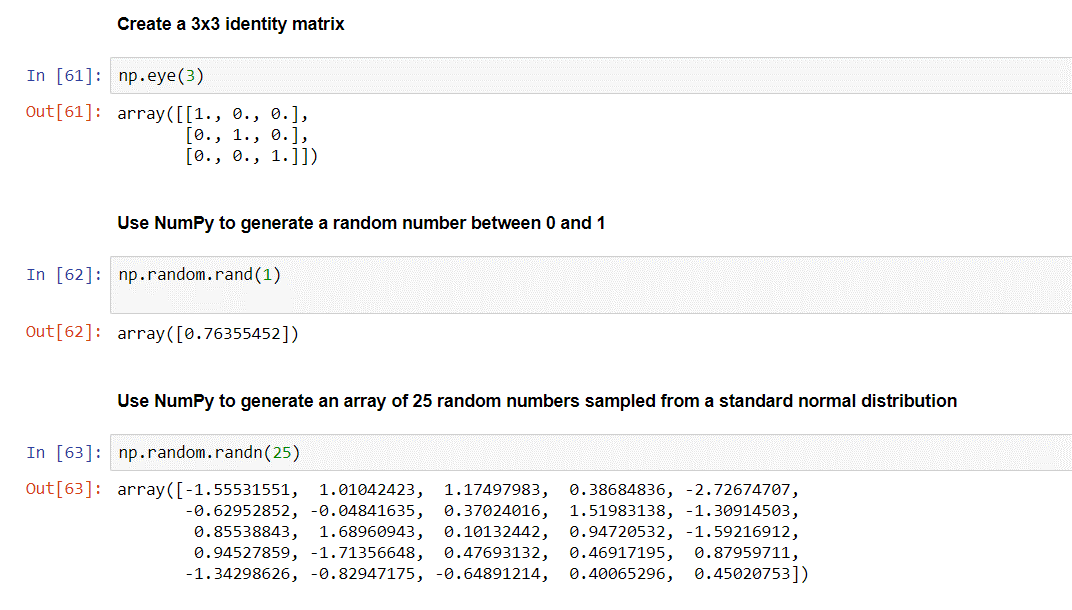 Create a 3x3 identity matrix
In [61]: np.eye(3)
Out[61]: array([[1., 0., 0.],
[0., 1., 0.],
[0., 0., 1.]])
Use NumPy to generate a random number between 0 and 1
In [62]: np.random.rand(1)
Out[62]: array([0.76355452])
Use NumPy to generate an array of 25 random numbers sampled from a standard normal distribution
In [63]: np.random.randn(25)
Out[63]: array([-1.55531551, 1.01042423, 1.17497983, 0.38684836, -2.72674707,
-0.62952852, -0.04841635, 0.37024016, 1.51983138, -1.30914503,
0.85538843, 1.68960943, 0.10132442, 0.94720532, -1.59216912,
0.94527859, -1.71356648, 0.47693132, 0.46917195, 0.87959711,
-1.34298626, -0.82947175, -0.64891214, 0.40065296, 0.45020753])